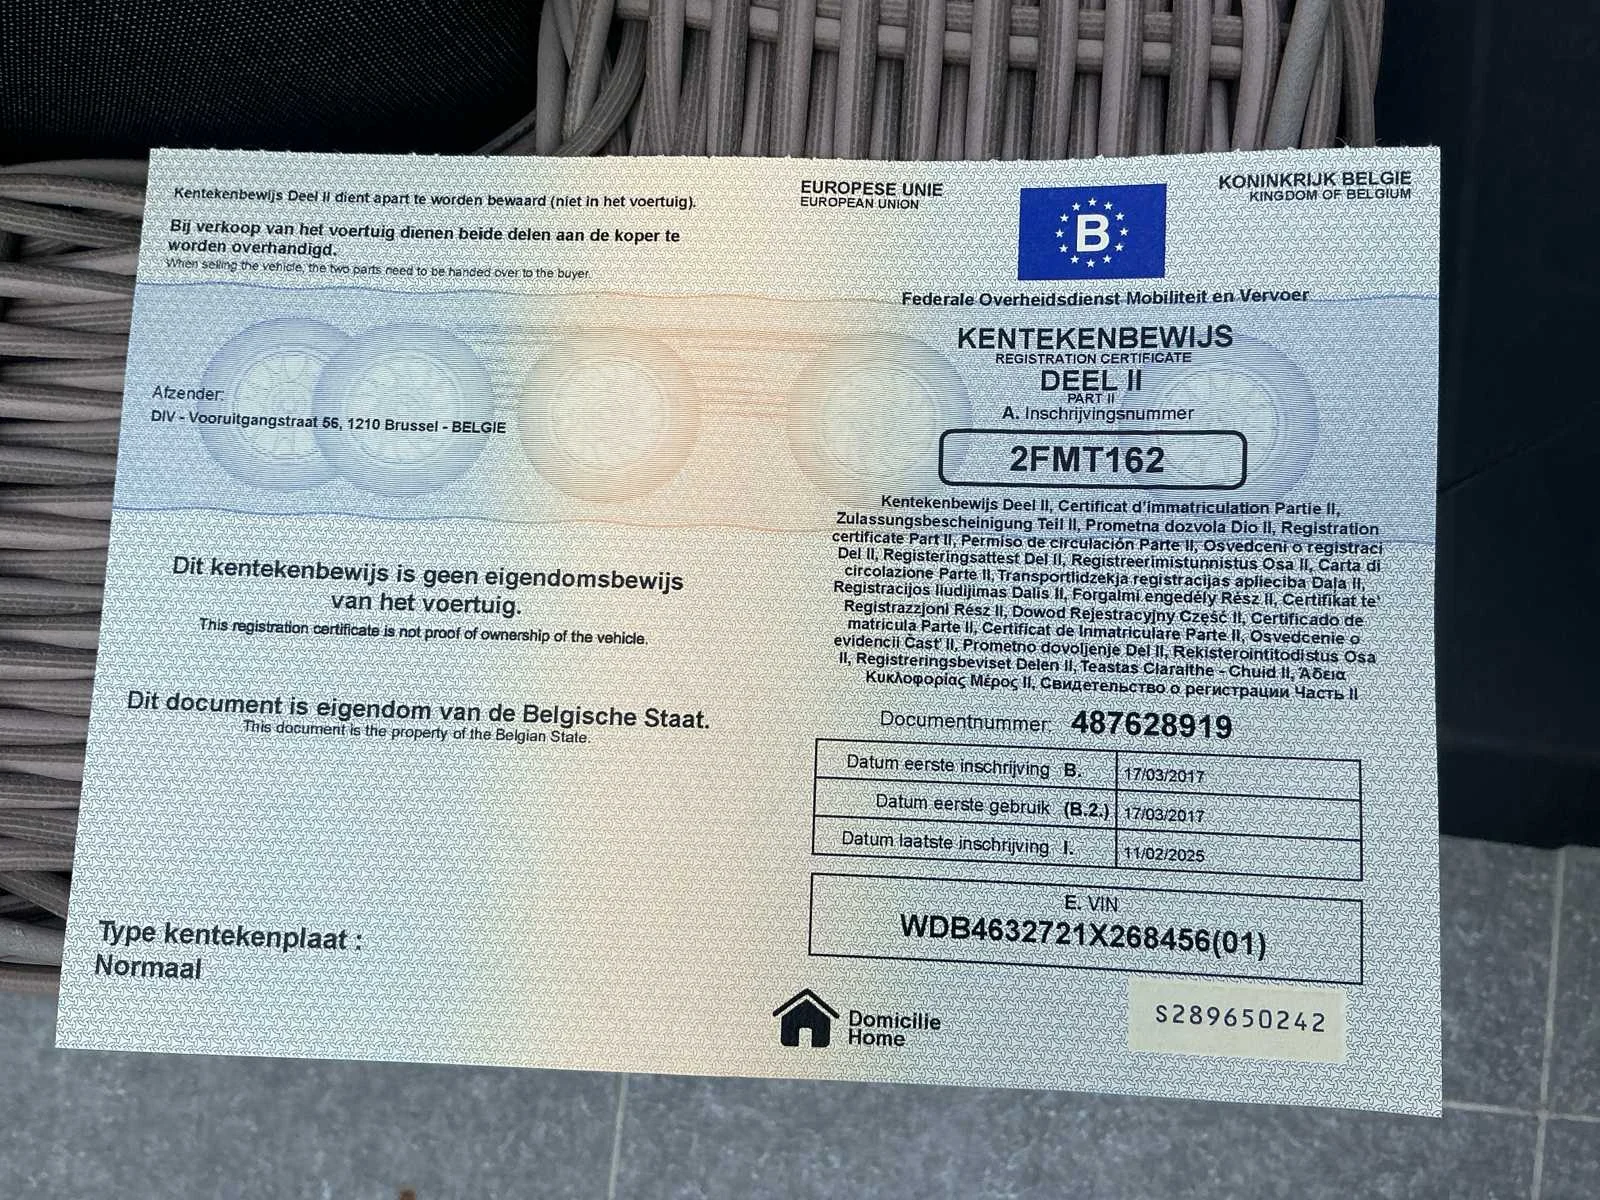 Kentekenbewijs Deel II dient apart te worden bewaard (niet in het voertuig).
Bij verkoop van het voertuig dienen beide delen aan de koper te
worden overhandigd.
When selling the vehicle, the two parts need to be handed over to the buyer.
Afzender:
DIV - Vooruitgangstraat 56, 1210 Brussel - BELGIE
Dit kentekenbewijs is geen eigendomsbewijs
van het voertuig.
This registration certificate is not proof of ownership of the vehicle.
Dit document is eigendom van de Belgische Staat.
This document is the property of the Belgian State.
Type kentekenplaat :
Normaal
EUROPESE UNIE
EUROPEAN UNION
B
KONINKRIJK BELGIE
KINGDOM OF BELGIUM
Federale Overheidsdienst Mobiliteit en Vervoer
KENTEKENBEWIJS
REGISTRATION CERTIFICATE
DEEL II
PART II
A. Inschrijvingsnummer
2FMT162
Kentekenbewijs Deel II, Certificat d'immatriculation Partie II,
Zulassungsbescheinigung Teil II, Prometna dozvola Dio II, Registration
certificate Part II, Permiso de circulación Parte II, Osvedceni o registraci
Del II, Registeringsattest Del II, Registreerimistunnistus Osa II, Carta di
circolazione Parte II, Transportlidzekja registracijas aplieciba Daļa II,
Registracijos liudijimas Dalis II, Forgalmi engedély Rész II, Certifikat te'
Registrazzjoni Rész II, Dowod Rejestracyjny Część II, Certificado de
matricula Parte II, Certificat de Inmatriculare Parte II, Osvedcenie o
evidencii Časť II, Prometno dovoljenje Del II, Rekisterointitodistus Osa
II, Registreringsbeviset Delen II, Teastas Claraithe - Chuid II, Άδεια
Κυκλοφορίας Μέρος II, Свидетельство о регистрации Часть II
Documentnummer: 487628919
Datum eerste inschrijving B. 17/03/2017
Datum eerste gebruik (B.2.) 17/03/2017
Datum laatste inschrijving I. 11/02/2025
E. VIN
WDB4632721X268456(01)
Domicilie
Home
S289650242